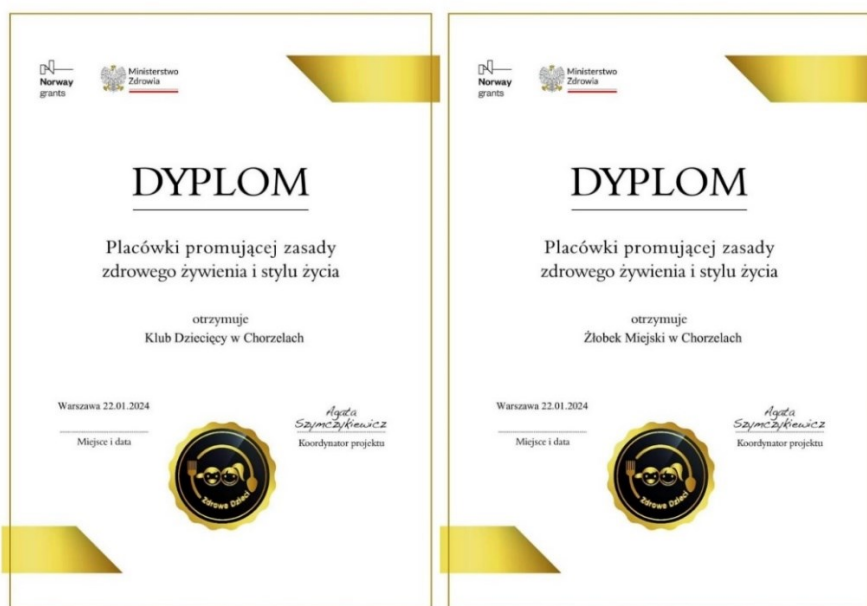 Norway
grants
Ministerstwo
Zdrowia
DYPLOM
Placówki promującej zasady
zdrowego żywienia i stylu życia
otrzymuje
Klub Dziecięcy w Chorzelach
Warszawa 22.01.2024
Miejsce i data
Agata
Szymczykiewicz
Koordynator projektu
Zdrowe Dzieci
Norway
grants
Ministerstwo
Zdrowia
DYPLOM
Placówki promującej zasady
zdrowego żywienia i stylu życia
otrzymuje
Żłobek Miejski w Chorzelach
Warszawa 22.01.2024
Miejsce i data
Agata
Szymczykiewicz
Koordynator projektu
Zdrowe Dzieci